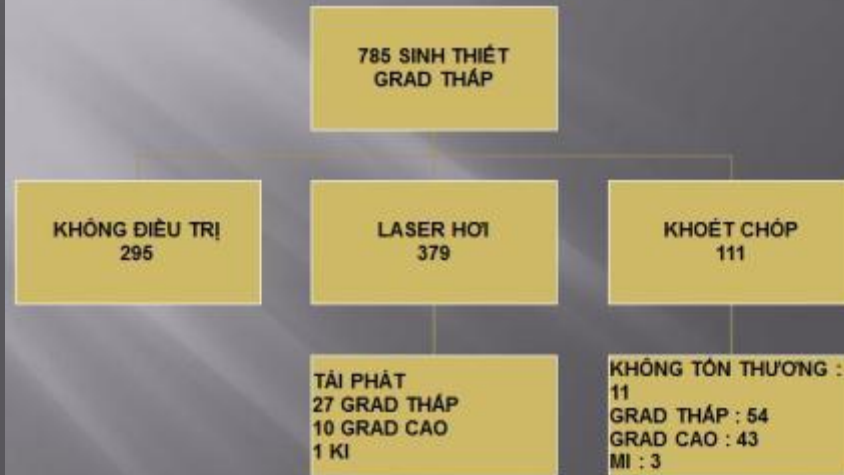 785 SINH THIẾT
GRAD THẤP
KHÔNG ĐIỀU TRỊ
295
LASER HƠI
379
KHOÉT CHÓP
111
TÁI PHÁT
27 GRAD THẤP
10 GRAD CAO
1 KI
KHÔNG TỔN THƯƠNG :
11
GRAD THẤP : 54
GRAD CAO : 43
MI : 3